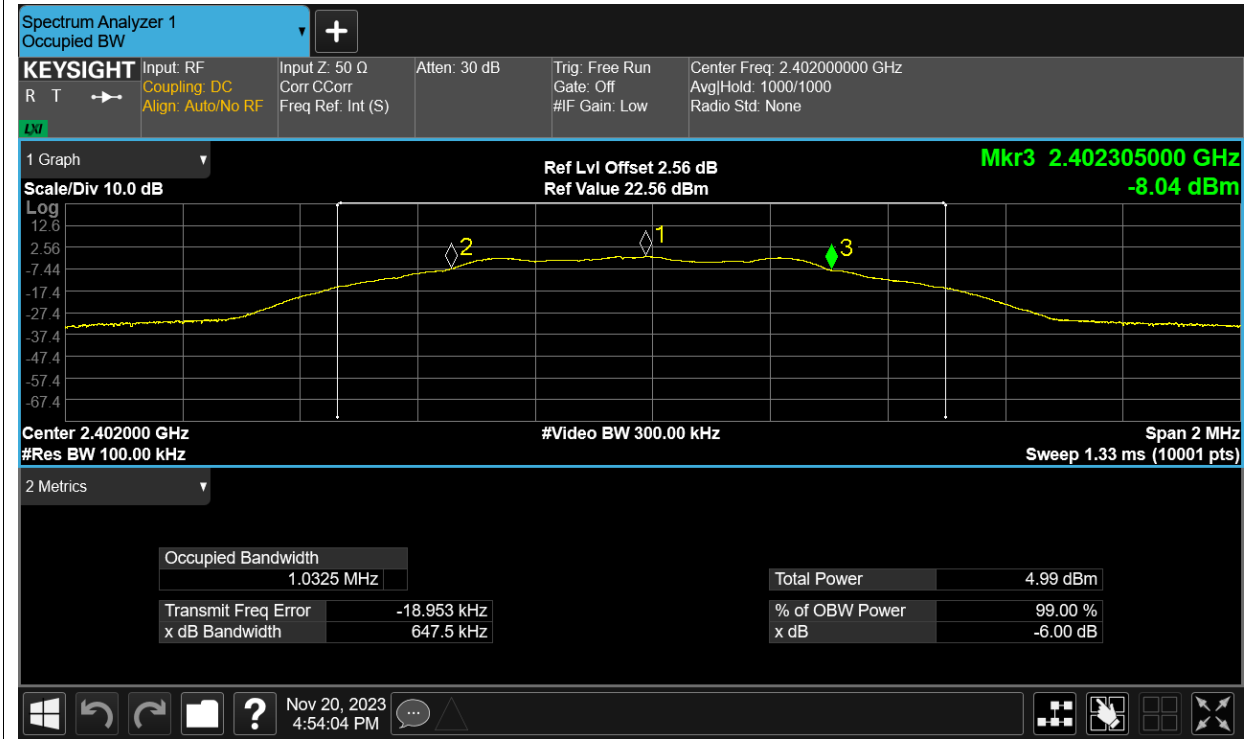 Spectrum Analyzer 1
Occupied BW
KEYSIGHT
R T
LXI
Input: RF
Coupling: DC
Align: Auto/No RF
Input Z: 50 Ω
Corr CCorr
Freq Ref: Int (S)
Atten: 30 dB
Trig: Free Run
Gate: Off
#IF Gain: Low
Center Freq: 2.402000000 GHz
Avg|Hold: 1000/1000
Radio Std: None
1 Graph
Scale/Div 10.0 dB
Ref Lvl Offset 2.56 dB
Ref Value 22.56 dBm
Mkr3 2.402305000 GHz
-8.04 dBm
Log
12.6
2.56
-7.44
-17.4
-27.4
-37.4
-47.4
-57.4
-67.4
2
1
3
Center 2.402000 GHz
#Video BW 300.00 kHz
Span 2 MHz
#Res BW 100.00 kHz
Sweep 1.33 ms (10001 pts)
2 Metrics
Occupied Bandwidth
1.0325 MHz
Transmit Freq Error -18.953 kHz
x dB Bandwidth 647.5 kHz
Total Power 4.99 dBm
% of OBW Power 99.00 %
x dB -6.00 dB
?
Nov 20, 2023
4:54:04 PM